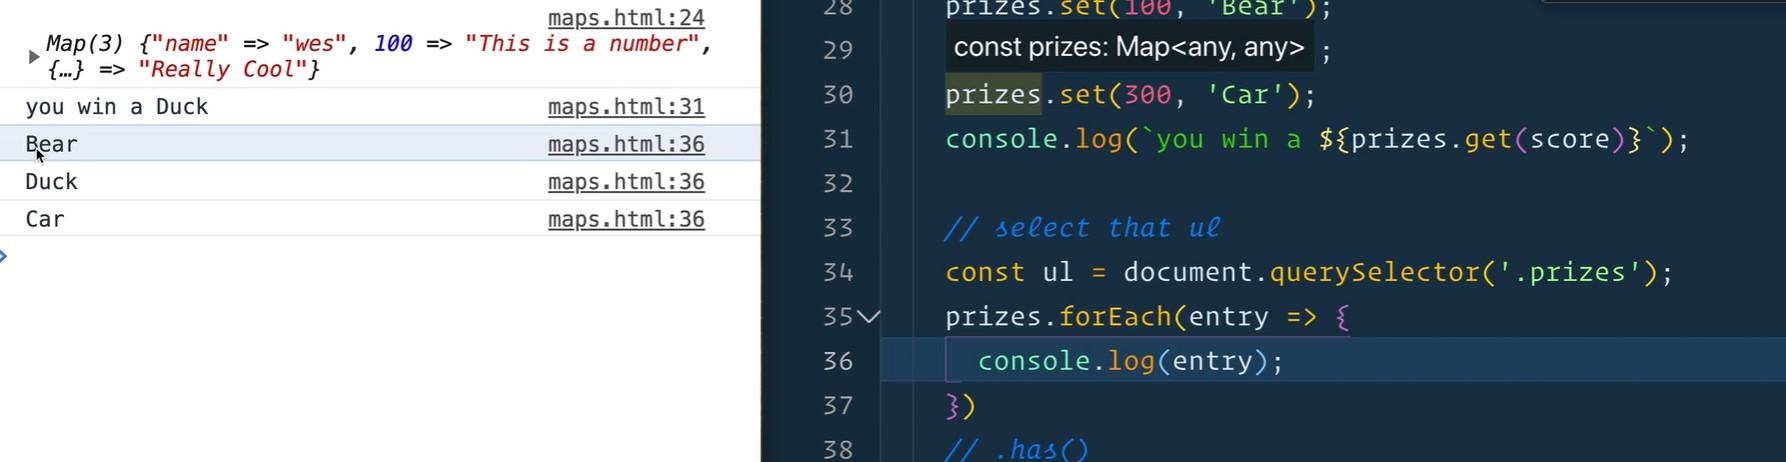 maps.html:24
Map(3) {"name" => "wes", 100 => "This is a number",
{…} => "Really Cool"}
you win a Duck maps.html:31
Bear maps.html:36
Duck maps.html:36
Car maps.html:36
28 prizes.set(100, 'Bear');
const prizes: Map<any, any>
29 ;
30 prizes.set(300, 'Car');
31 console.log(`you win a ${prizes.get(score)}`);
32
33 // select that ul
34 const ul = document.querySelector('.prizes');
35 prizes.forEach(entry => {
36 console.log(entry);
37 })
38 // .has()